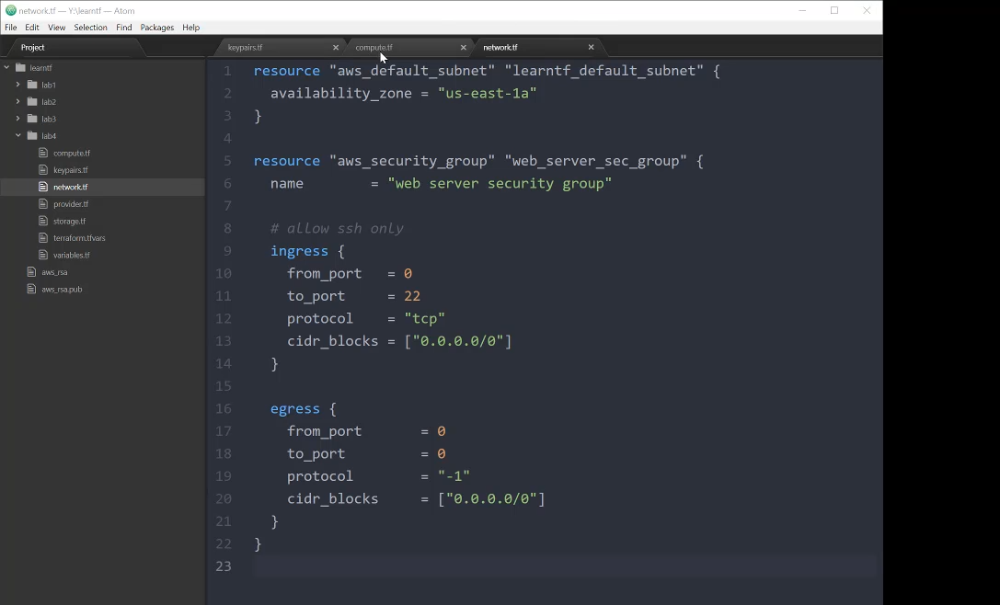 network.tf — Y:\learntf — Atom
File Edit View Selection Find Packages Help
Project
keypairs.tf
compute.tf
network.tf
learntf
lab1
lab2
lab3
lab4
compute.tf
keypairs.tf
network.tf
provider.tf
storage.tf
terraform.tfvars
variables.tf
aws_rsa
aws_rsa.pub
1 resource "aws_default_subnet" "learntf_default_subnet" {
2 availability_zone = "us-east-1a"
3 }
4
5 resource "aws_security_group" "web_server_sec_group" {
6 name = "web server security group"
7
8 # allow ssh only
9 ingress {
10 from_port = 0
11 to_port = 22
12 protocol = "tcp"
13 cidr_blocks = ["0.0.0.0/0"]
14 }
15
16 egress {
17 from_port = 0
18 to_port = 0
19 protocol = "-1"
20 cidr_blocks = ["0.0.0.0/0"]
21 }
22 }
23